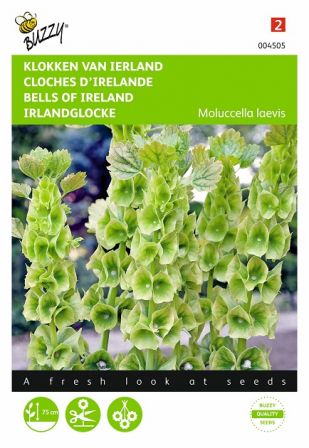 BUZZY
2
004505
KLOKKEN VAN IERLAND
CLOCHES D'IRELANDE
BELLS OF IRELAND
IRLANDGLOCKE
Moluccella laevis
A fresh look at seeds
75 cm
BUZZY
QUALITY
SEEDS